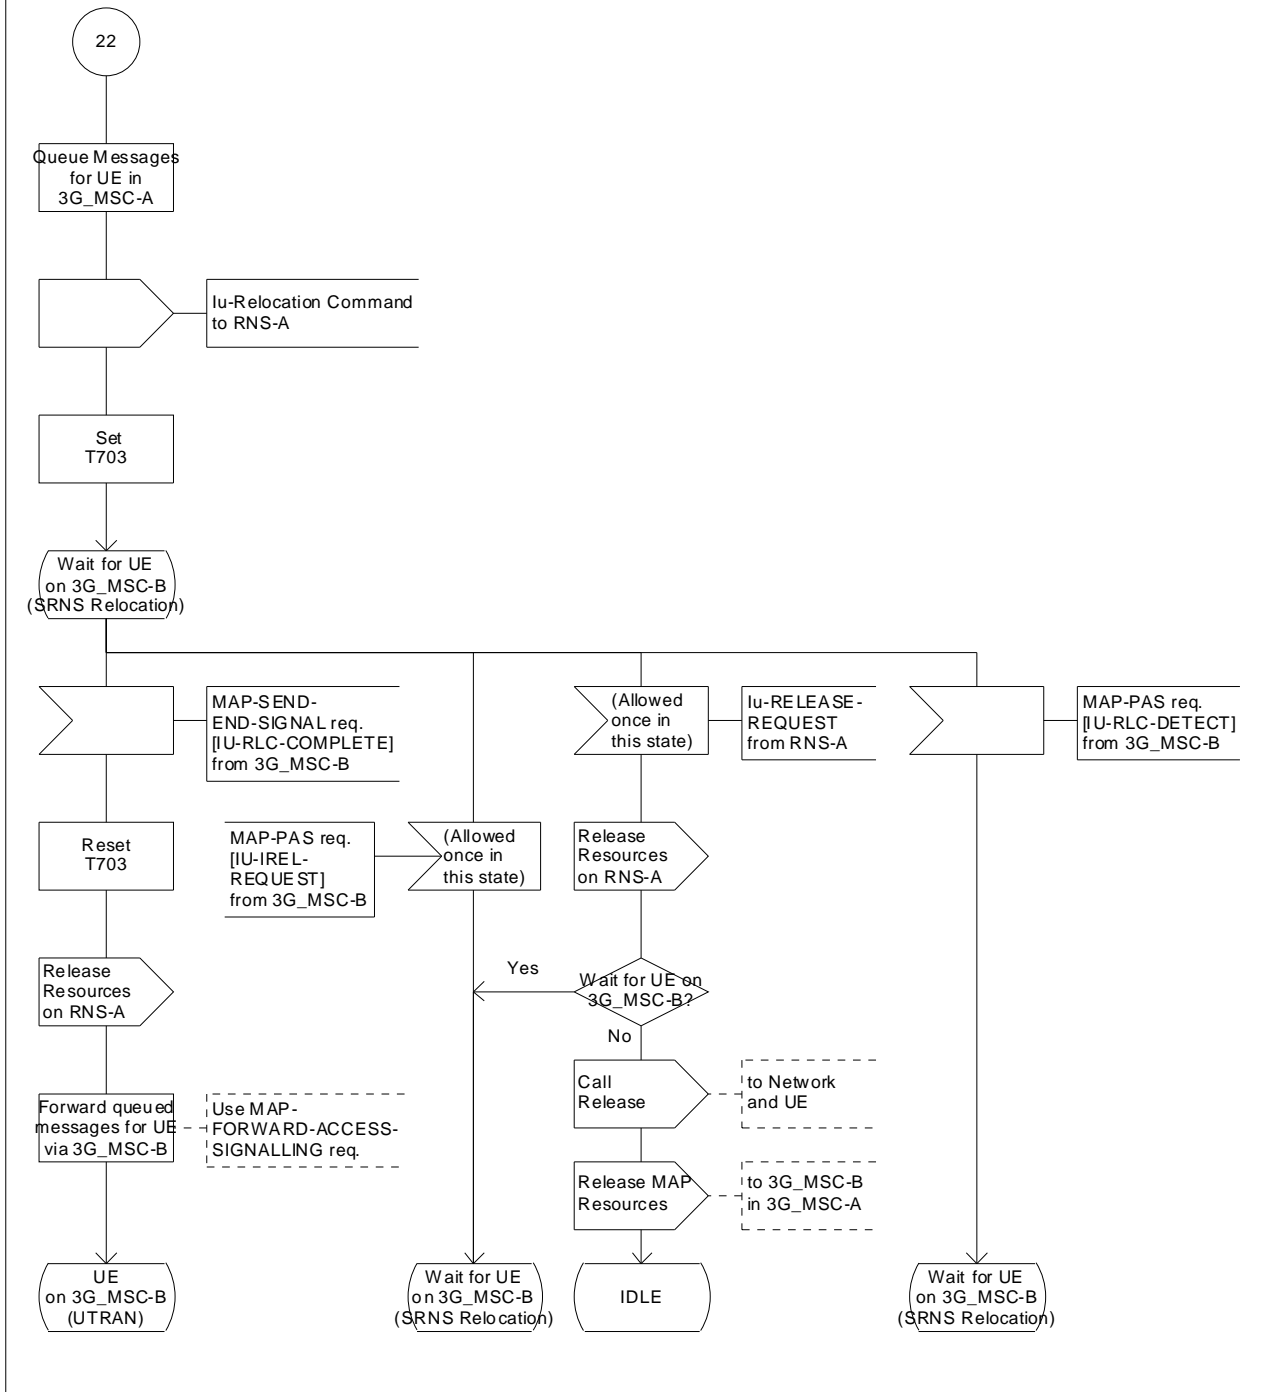 22
Queue Messages
for UE in
3G_MSC-A
Iu-Relocation Command
to RNS-A
Set
T703
Wait for UE
on 3G_MSC-B
(SRNS Relocation)
MAP-SEND-
END-SIGNAL req.
[IU-RLC-COMPLETE]
from 3G_MSC-B
(Allowed
once in
this state)
Iu-RELEASE-
REQUEST
from RNS-A
MAP-PAS req.
[IU-RLC-DETECT]
from 3G_MSC-B
Reset
T703
MAP-PAS req.
[IU-IREL-
REQUEST]
from 3G_MSC-B
(Allowed
once in
this state)
Release
Resources
on RNS-A
Release
Resources
on RNS-A
Yes
Wait for UE on
3G_MSC-B?
No
Forward queued
messages for UE
via 3G_MSC-B
Use MAP-
FORWARD-ACCESS-
SIGNALLING req.
Call
Release
to Network
and UE
Release MAP
Resources
to 3G_MSC-B
in 3G_MSC-A
UE
on 3G_MSC-B
(UTRAN)
Wait for UE
on 3G_MSC-B
(SRNS Relocation)
IDLE
Wait for UE
on 3G_MSC-B
(SRNS Relocation)